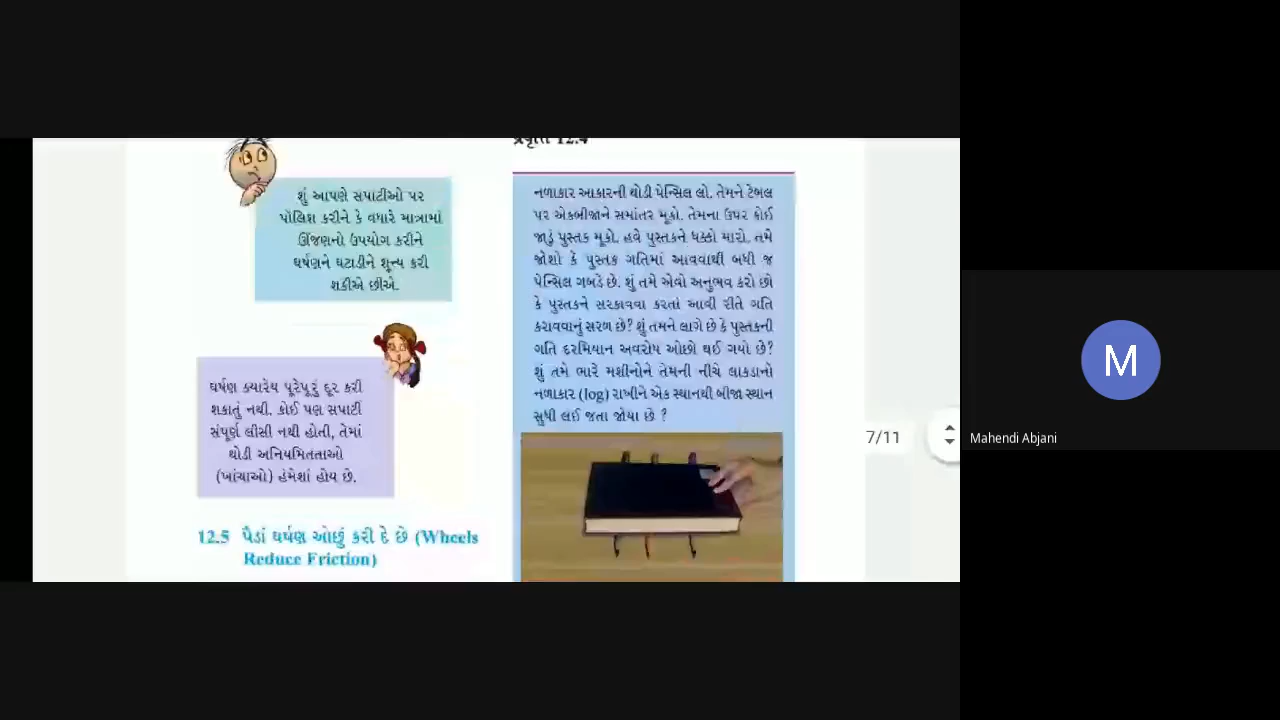 શું આપણે સપાટીઓ પર
પૉલિશ કરીને કે વધારે માત્રામાં
ઊંજણનો ઉપયોગ કરીને
ઘર્ષણને ઘટાડીને શૂન્ય કરી
શકીએ છીએ.
ઘર્ષણ ક્યારેય પૂરેપૂરું દૂર કરી
શકાતું નથી. કોઈ પણ સપાટી
સંપૂર્ણ લીસી નથી હોતી, તેમાં
થોડી અનિયમિતતાઓ
(ખાંચાઓ) હંમેશાં હોય છે.
12.5 પૈડાં ઘર્ષણ ઓછું કરી દે છે (Wheels
Reduce Friction)
પ્રવૃત્તિ 12.4
નળાકાર આકારની થોડી પેન્સિલ લો. તેમને ટેબલ
પર એકબીજાને સમાંતર મૂકો. તેમના ઉપર કોઈ
જાડું પુસ્તક મૂકો. હવે પુસ્તકને ધક્કો મારો. તમે
જોશો કે પુસ્તક ગતિમાં આવવાથી બધી જ
પેન્સિલ ગબડે છે. શું તમે એવો અનુભવ કરો છો
કે પુસ્તકને સરકાવવા કરતાં આવી રીતે ગતિ
કરાવવાનું સરળ છે? શું તમને લાગે છે કે પુસ્તકની
ગતિ દરમિયાન અવરોધ ઓછો થઈ ગયો છે?
શું તમે ભારે મશીનોને તેમની નીચે લાકડાનો
નળાકાર (log) રાખીને એક સ્થાનથી બીજા સ્થાન
સુધી લઈ જતા જોયા છે ?
7/11
M
Mahendi Abjani